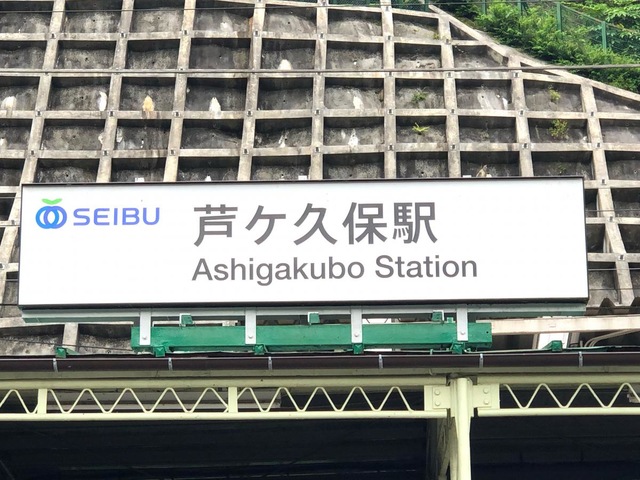 SEIBU
芦ケ久保駅
Ashigakubo Station